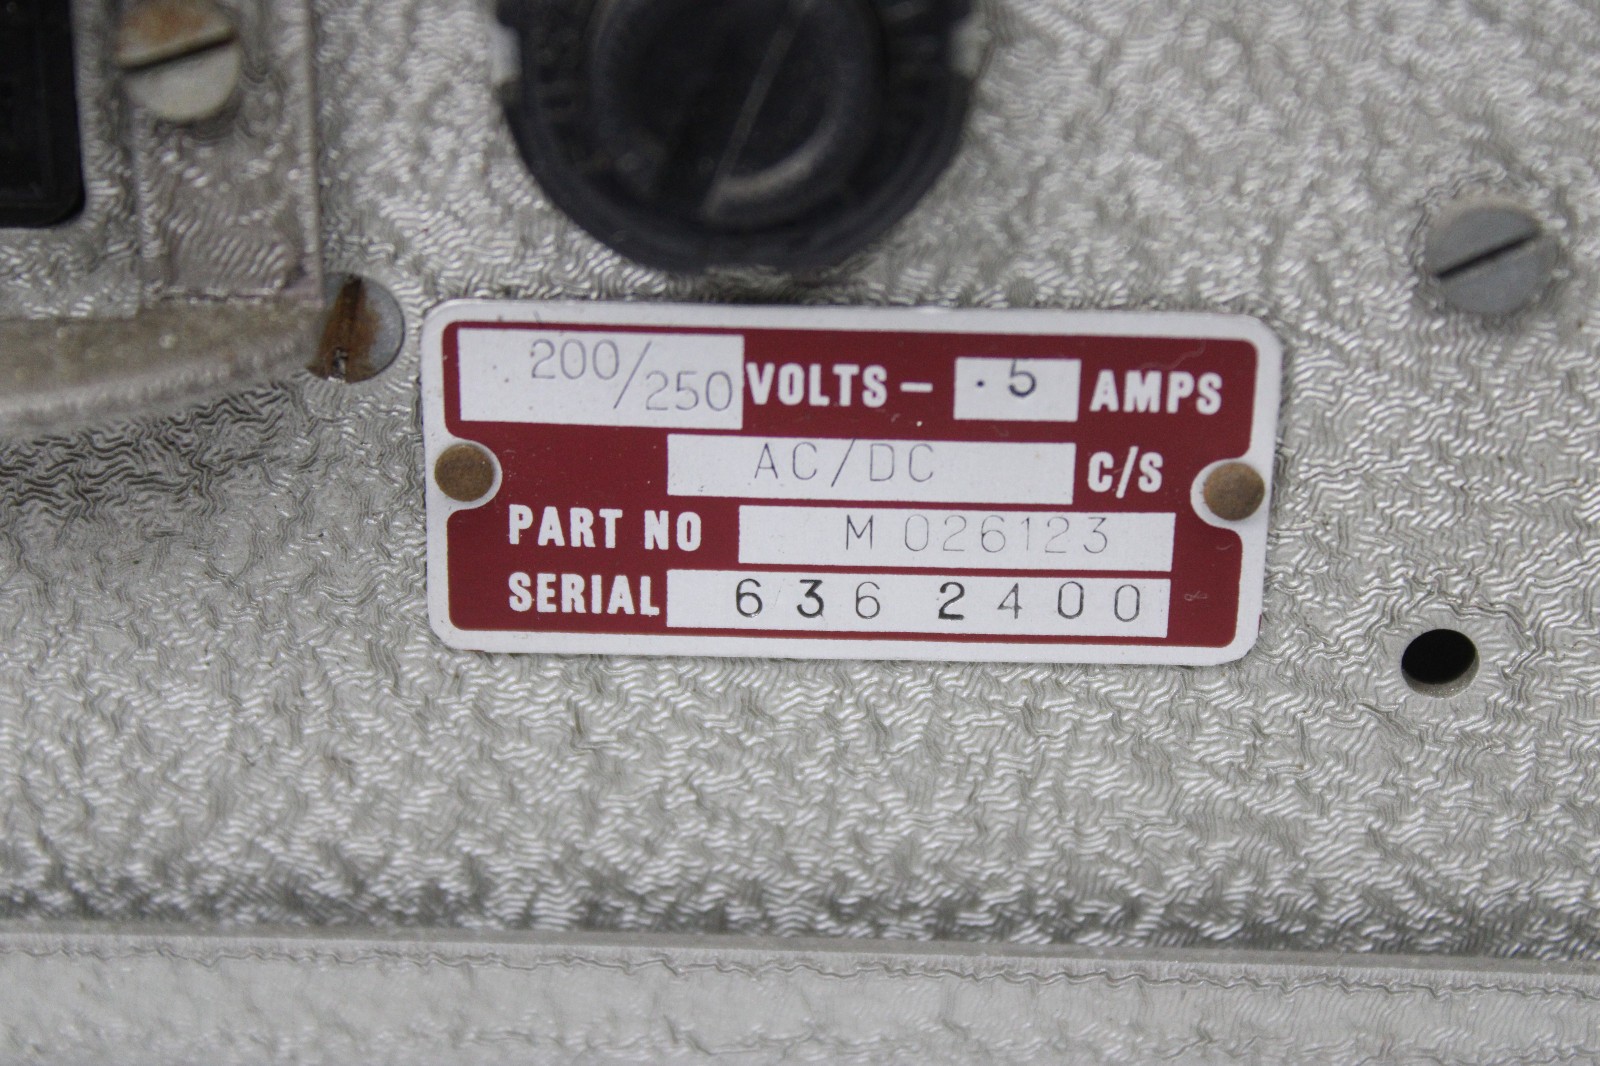 200/250 VOLTS - .5 AMPS
AC/DC C/S
PART NO M 026123
SERIAL 636 2400